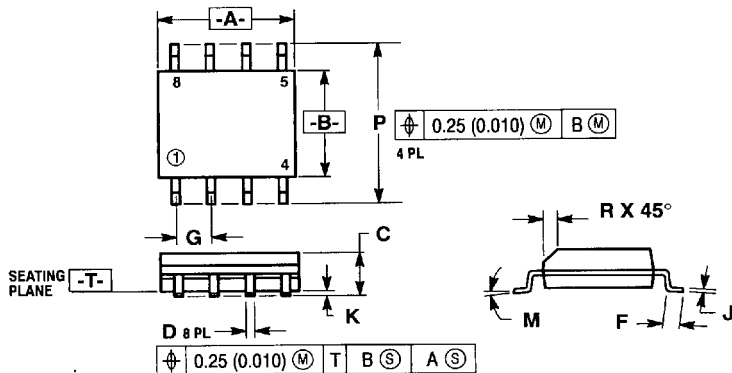 -A-
8 5
-B-
P
⌖ 0.25 (0.010) Ⓜ B Ⓜ
4 PL
① 4
R X 45°
G
C
SEATING PLANE
-T-
K
M
F
J
D 8 PL
⌖ 0.25 (0.010) Ⓜ T B Ⓢ A Ⓢ